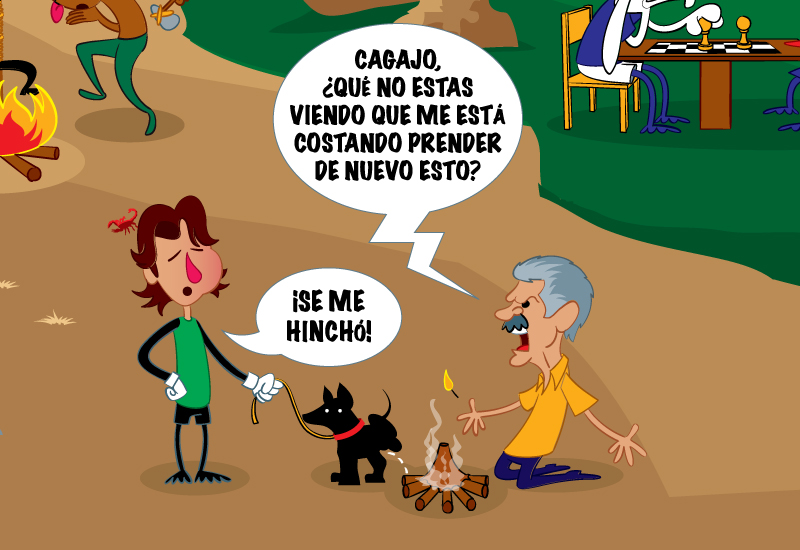 CAGAJO,
¿QUÉ NO ESTAS
VIENDO QUE ME ESTÁ
COSTANDO PRENDER
DE NUEVO ESTO?
¡SE ME
HINCHÓ!